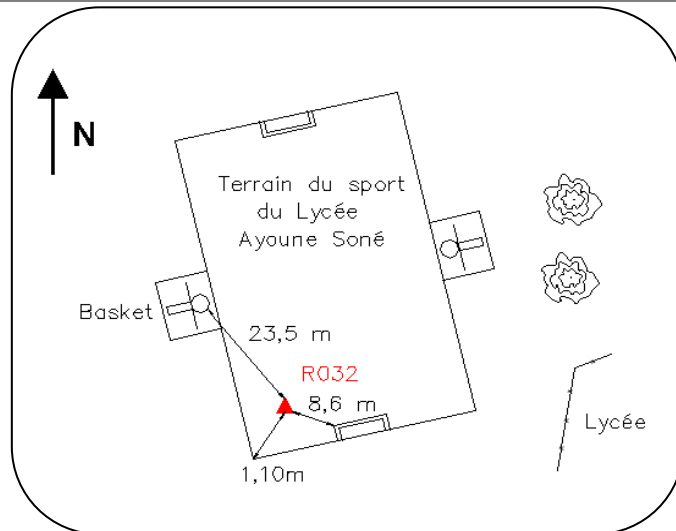 N
Terrain du sport
du Lycée
Ayoune Soné
Basket
23,5 m
R032
8,6 m
Lycée
1,10m